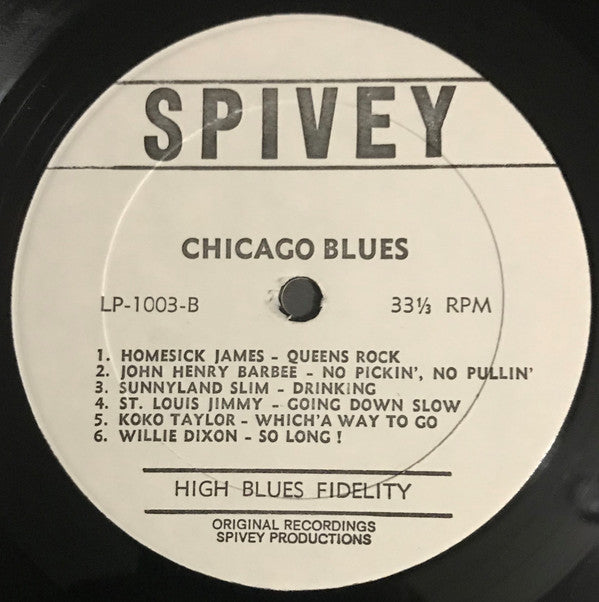 SPIVEY
CHICAGO BLUES
LP-1003-B 33⅓ RPM
1. HOMESICK JAMES - QUEENS ROCK
2. JOHN HENRY BARBEE - NO PICKIN', NO PULLIN'
3. SUNNYLAND SLIM - DRINKING
4. ST. LOUIS JIMMY - GOING DOWN SLOW
5. KOKO TAYLOR - WHICH'A WAY TO GO
6. WILLIE DIXON - SO LONG !
HIGH BLUES FIDELITY
ORIGINAL RECORDINGS
SPIVEY PRODUCTIONS